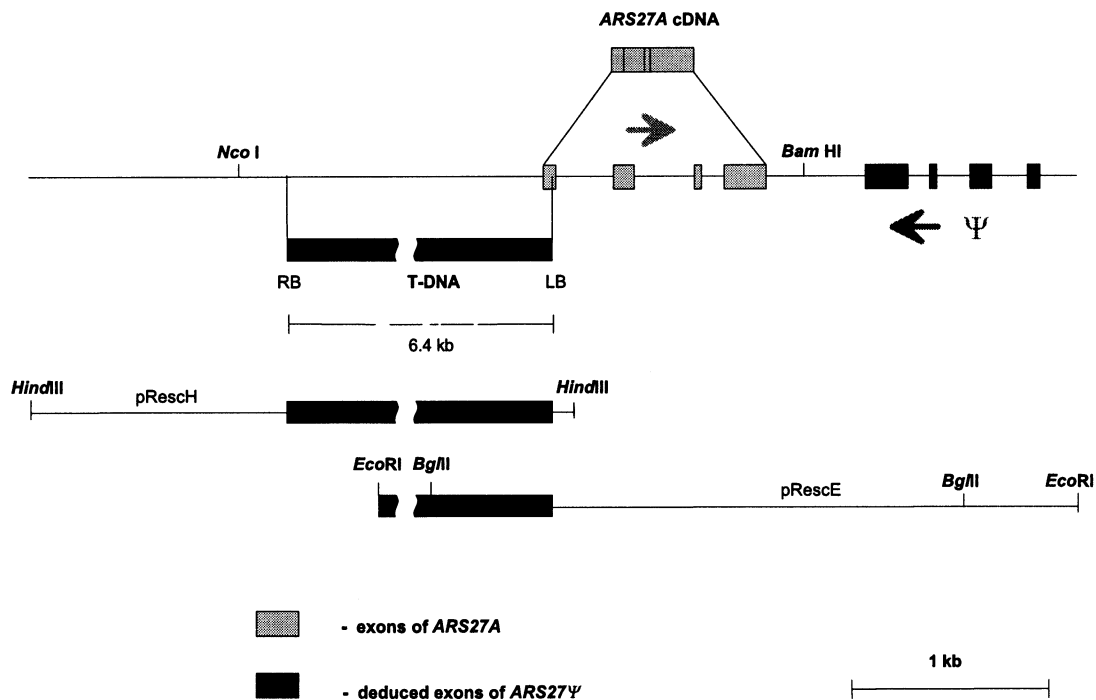 ARS27A cDNA
Nco I
Bam HI
Ψ
RB T-DNA LB
6.4 kb
HindIII pRescH HindIII
EcoRI BglII
pRescE BglII EcoRI
- exons of ARS27A
1 kb
- deduced exons of ARS27Ψ